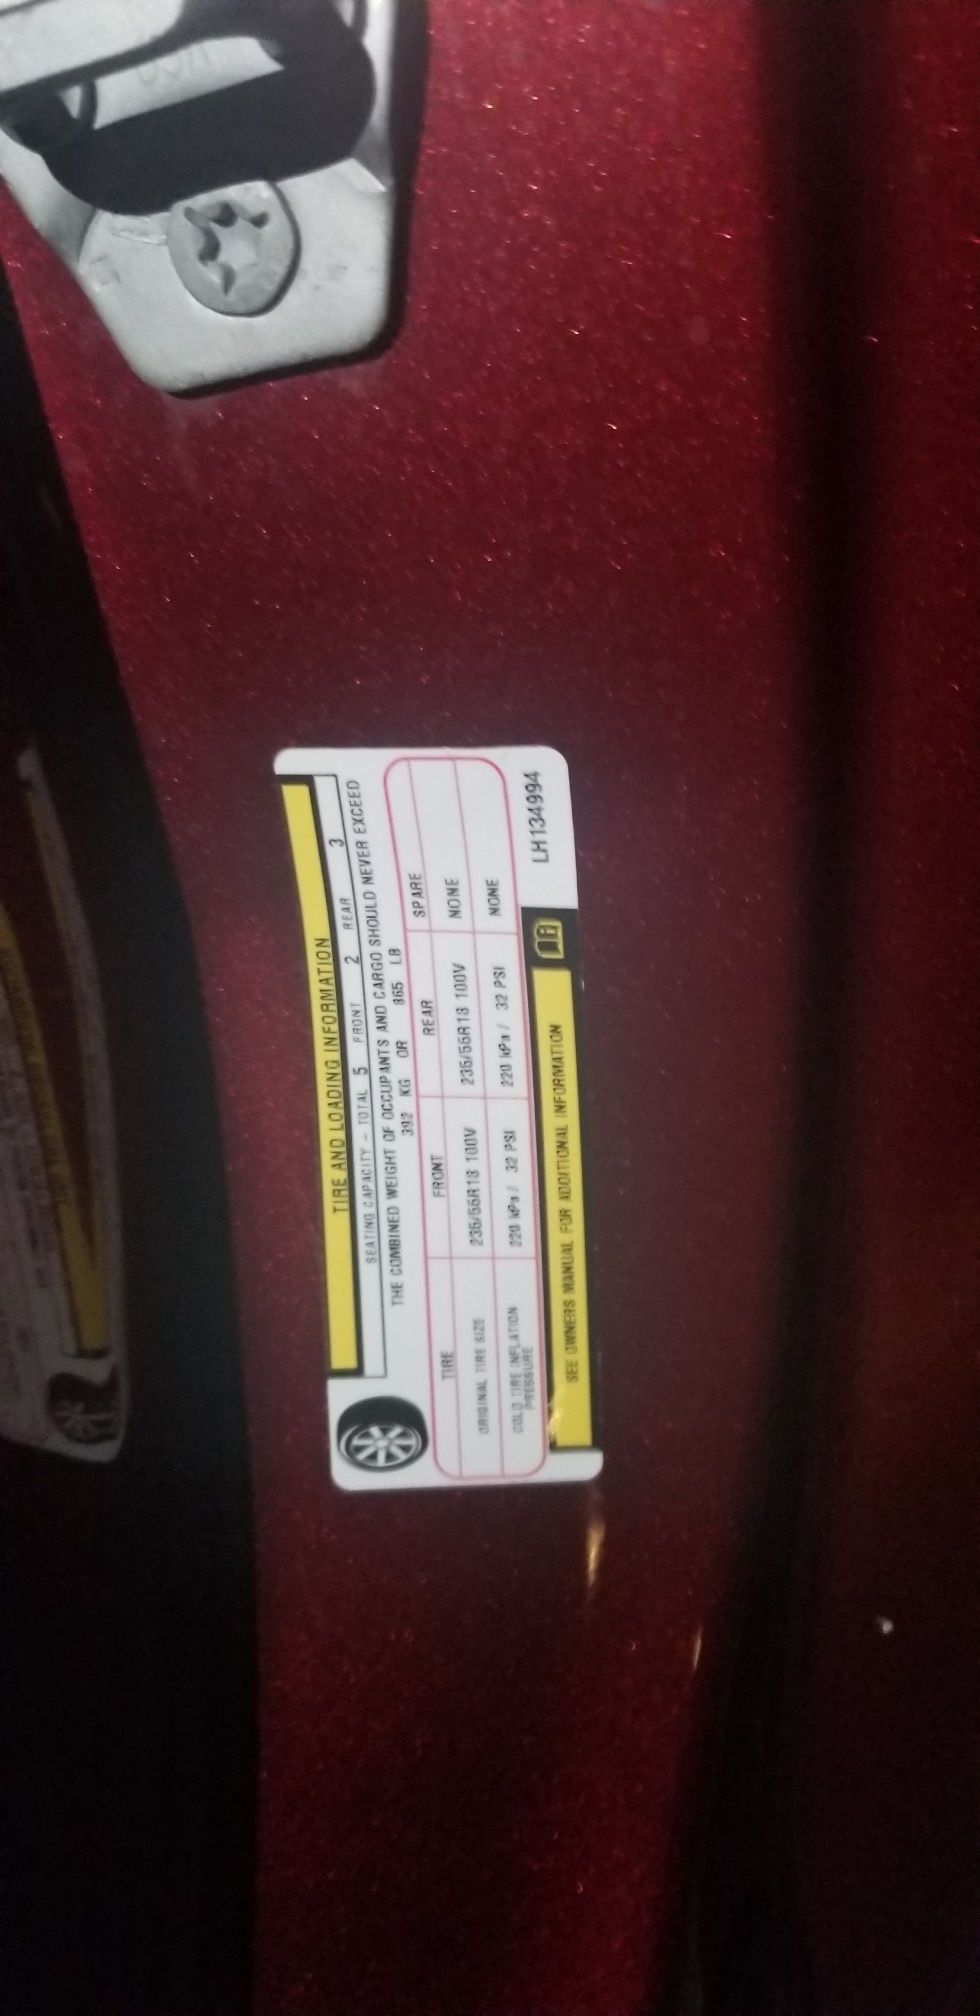 TIRE AND LOADING INFORMATION
SEATING CAPACITY - TOTAL 5 FRONT 2 REAR 3
THE COMBINED WEIGHT OF OCCUPANTS AND CARGO SHOULD NEVER EXCEED
392 KG OR 865 LB
TIRE FRONT REAR SPARE
ORIGINAL TIRE SIZE 235/55R18 100V 235/55R18 100V NONE
COLD TIRE INFLATION PRESSURE 220 kPa / 32 PSI 220 kPa / 32 PSI NONE
SEE OWNERS MANUAL FOR ADDITIONAL INFORMATION
LH134994